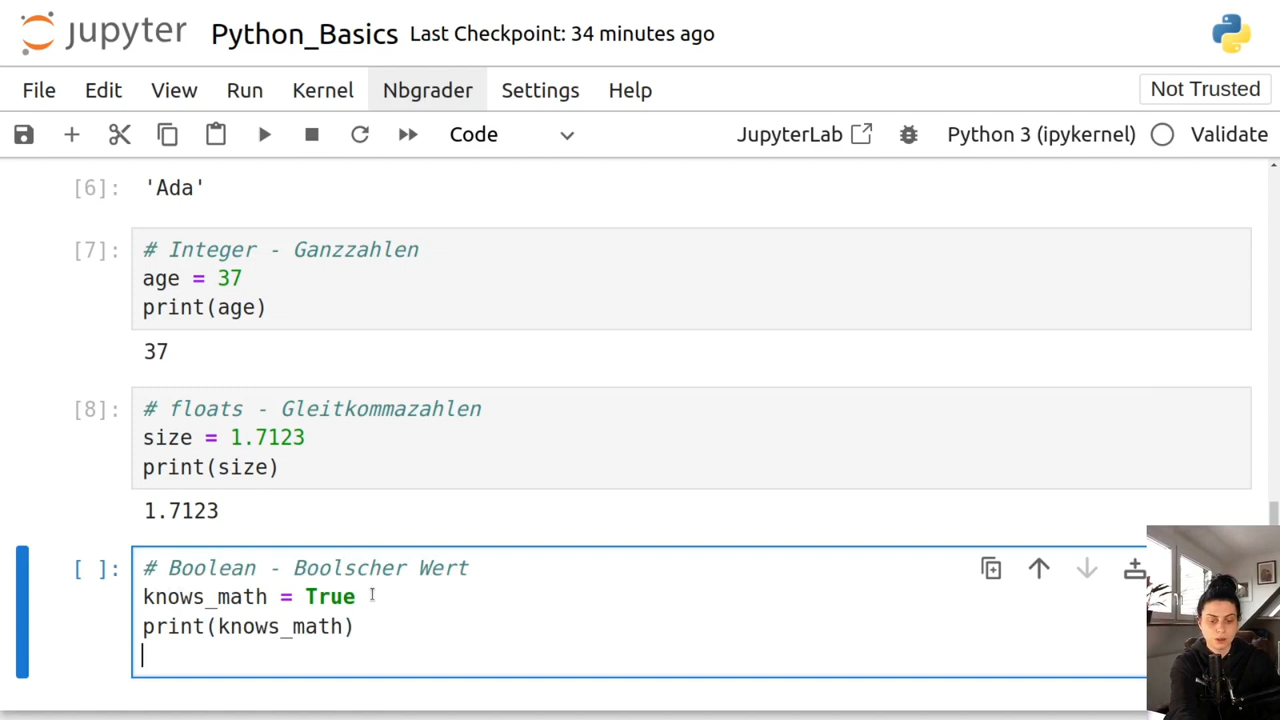 jupyter Python_Basics Last Checkpoint: 34 minutes ago
File Edit View Run Kernel Nbgrader Settings Help Not Trusted
Code JupyterLab Python 3 (ipykernel) Validate
[6]: 'Ada'
[7]: # Integer - Ganzzahlen
age = 37
print(age)
37
[8]: # floats - Gleitkommazahlen
size = 1.7123
print(size)
1.7123
[ ]: # Boolean - Boolscher Wert
knows_math = True
print(knows_math)